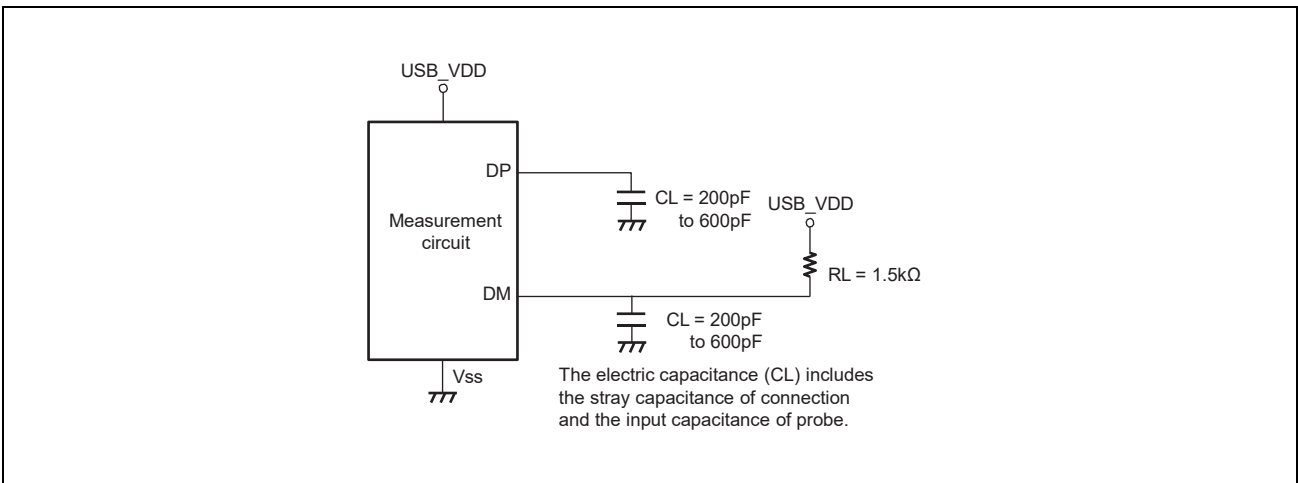 USB_VDD
DP
CL = 200pF
to 600pF
USB_VDD
Measurement
circuit
RL = 1.5kΩ
DM
CL = 200pF
to 600pF
Vss
The electric capacitance (CL) includes
the stray capacitance of connection
and the input capacitance of probe.